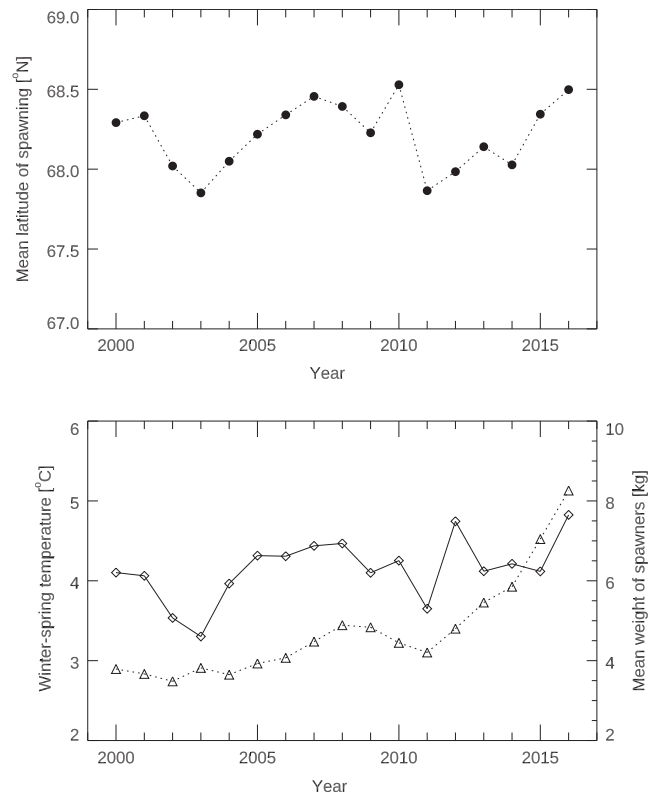 69.0
68.5
68.0
67.5
67.0
Mean latitude of spawning [°N]
2000 2005 2010 2015
Year
6
5
4
3
2
Winter-spring temperature [°C]
10
8
6
4
2
Mean weight of spawners [kg]
2000 2005 2010 2015
Year